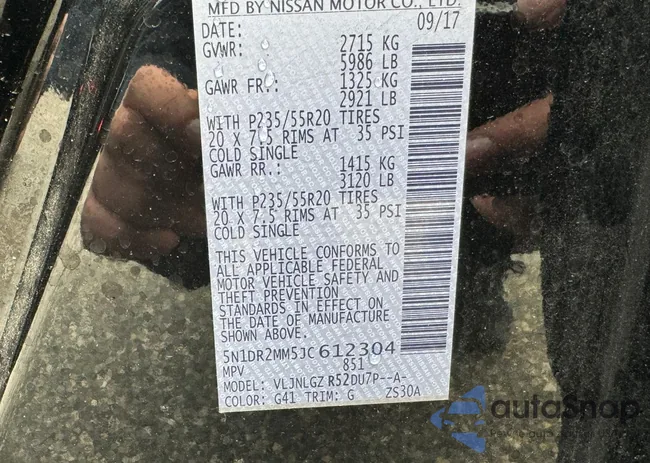 MFD BY NISSAN MOTOR CO., LTD.
DATE: 09/17
GVWR: 2715 KG
5986 LB
GAWR FR.: 1325 KG
2921 LB
WITH P235/55R20 TIRES
20 X 7.5 RIMS AT 35 PSI
COLD SINGLE
GAWR RR.: 1415 KG
3120 LB
WITH P235/55R20 TIRES
20 X 7.5 RIMS AT 35 PSI
COLD SINGLE
THIS VEHICLE CONFORMS TO
ALL APPLICABLE FEDERAL
MOTOR VEHICLE SAFETY AND
THEFT PREVENTION
STANDARDS IN EFFECT ON
THE DATE OF MANUFACTURE
SHOWN ABOVE.
5N1DR2MM5JC612304
MPV 851
MODEL: VLJNLGZ R52DU7P--A-
COLOR: G41 TRIM: G ZS30A
autoSnap